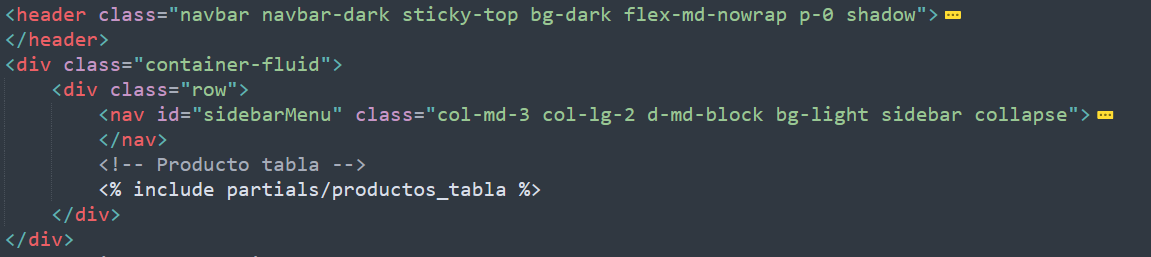 <header class="navbar navbar-dark sticky-top bg-dark flex-md-nowrap p-0 shadow">
</header>
<div class="container-fluid">
<div class="row">
<nav id="sidebarMenu" class="col-md-3 col-lg-2 d-md-block bg-light sidebar collapse">
</nav>
<!-- Producto tabla -->
<% include partials/productos_tabla %>
</div>
</div>